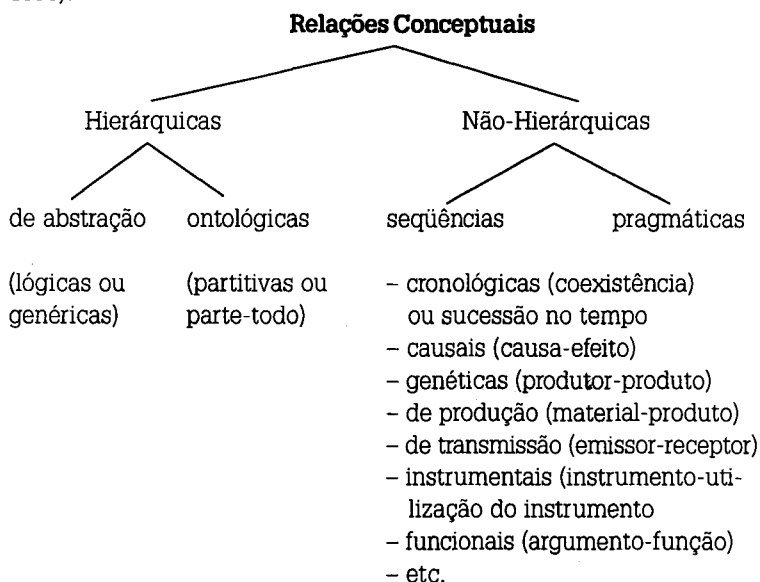 Relações Conceptuais
Hierárquicas Não-Hierárquicas
de abstração ontológicas seqüências pragmáticas
(lógicas ou (partitivas ou – cronológicas (coexistência)
genéricas) parte-todo) ou sucessão no tempo
– causais (causa-efeito)
– genéticas (produtor-produto)
– de produção (material-produto)
– de transmissão (emissor-receptor)
– instrumentais (instrumento-uti-
lização do instrumento
– funcionais (argumento-função)
– etc.